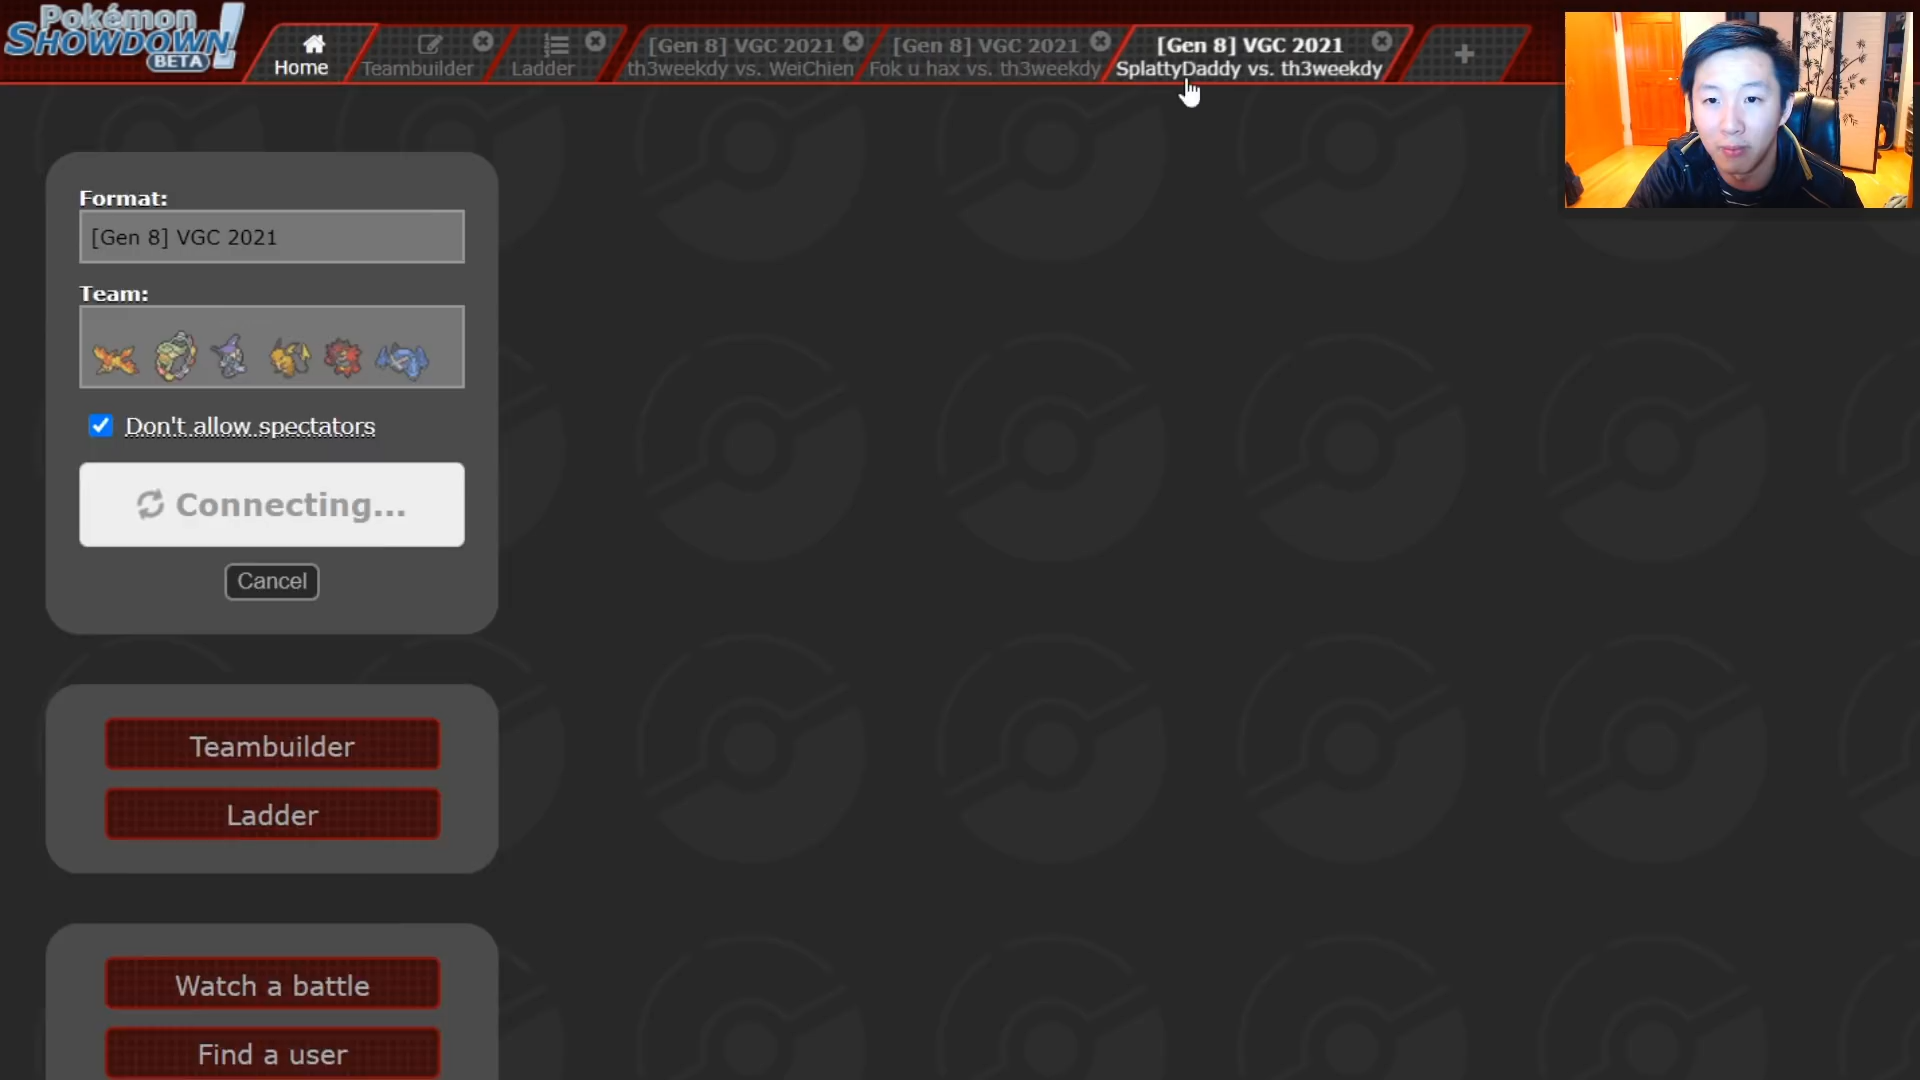 Pokémon
SHOWDOWN!
BETA
Home
Teambuilder
Ladder
[Gen 8] VGC 2021
th3weekdy vs. WeiChien
[Gen 8] VGC 2021
Fok u hax vs. th3weekdy
[Gen 8] VGC 2021
SplattyDaddy vs. th3weekdy
Format:
[Gen 8] VGC 2021
Team:
Don't allow spectators
Connecting...
Cancel
Teambuilder
Ladder
Watch a battle
Find a user